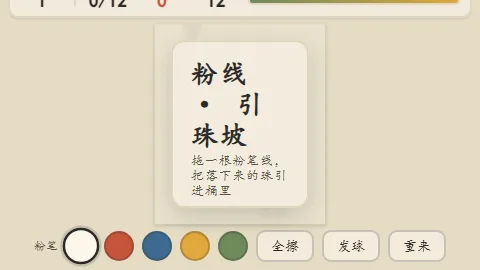 1 0/12 0 12
粉线
· 引
珠坡
拖一根粉笔线，
把落下来的珠引
进桶里
粉笔 全擦 发球 重来